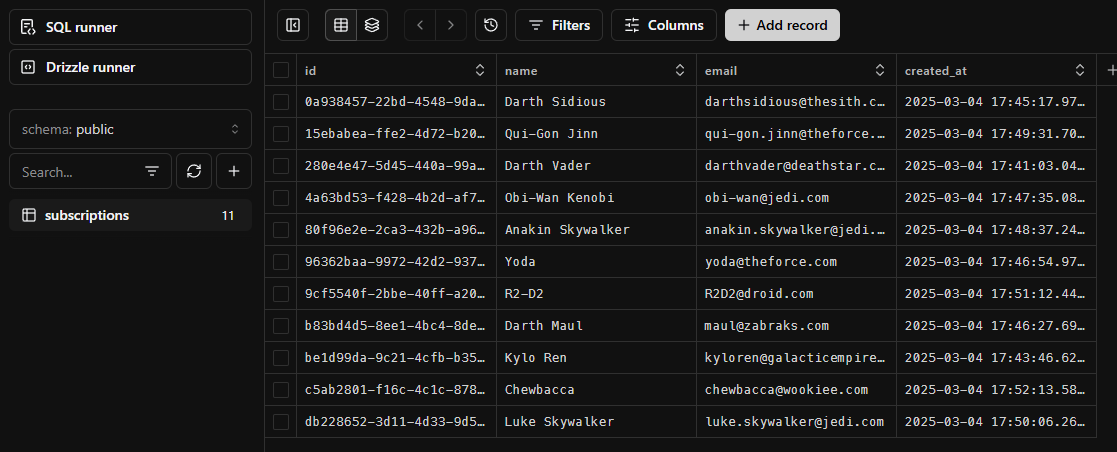 SQL runner
Drizzle runner
schema: public
Search...
subscriptions 11
Filters Columns + Add record
id name email created_at
0a938457-22bd-4548-9da… Darth Sidious darthsidious@thesith.c… 2025-03-04 17:45:17.97…
15ebabea-ffe2-4d72-b20… Qui-Gon Jinn qui-gon.jinn@theforce.… 2025-03-04 17:49:31.70…
280e4e47-5d45-440a-99a… Darth Vader darthvader@deathstar.c… 2025-03-04 17:41:03.04…
4a63bd53-f428-4b2d-af7… Obi-Wan Kenobi obi-wan@jedi.com 2025-03-04 17:47:35.08…
80f96e2e-2ca3-432b-a96… Anakin Skywalker anakin.skywalker@jedi.… 2025-03-04 17:48:37.24…
96362baa-9972-42d2-937… Yoda yoda@theforce.com 2025-03-04 17:46:54.97…
9cf5540f-2bbe-40ff-a20… R2-D2 R2D2@droid.com 2025-03-04 17:51:12.44…
b83bd4d5-8ee1-4bc4-8de… Darth Maul maul@zabraks.com 2025-03-04 17:46:27.69…
be1d99da-9c21-4cfb-b35… Kylo Ren kyloren@galacticempire… 2025-03-04 17:43:46.62…
c5ab2801-f16c-4c1c-878… Chewbacca chewbacca@wookiee.com 2025-03-04 17:52:13.58…
db228652-3d11-4d33-9d5… Luke Skywalker luke.skywalker@jedi.com 2025-03-04 17:50:06.26…